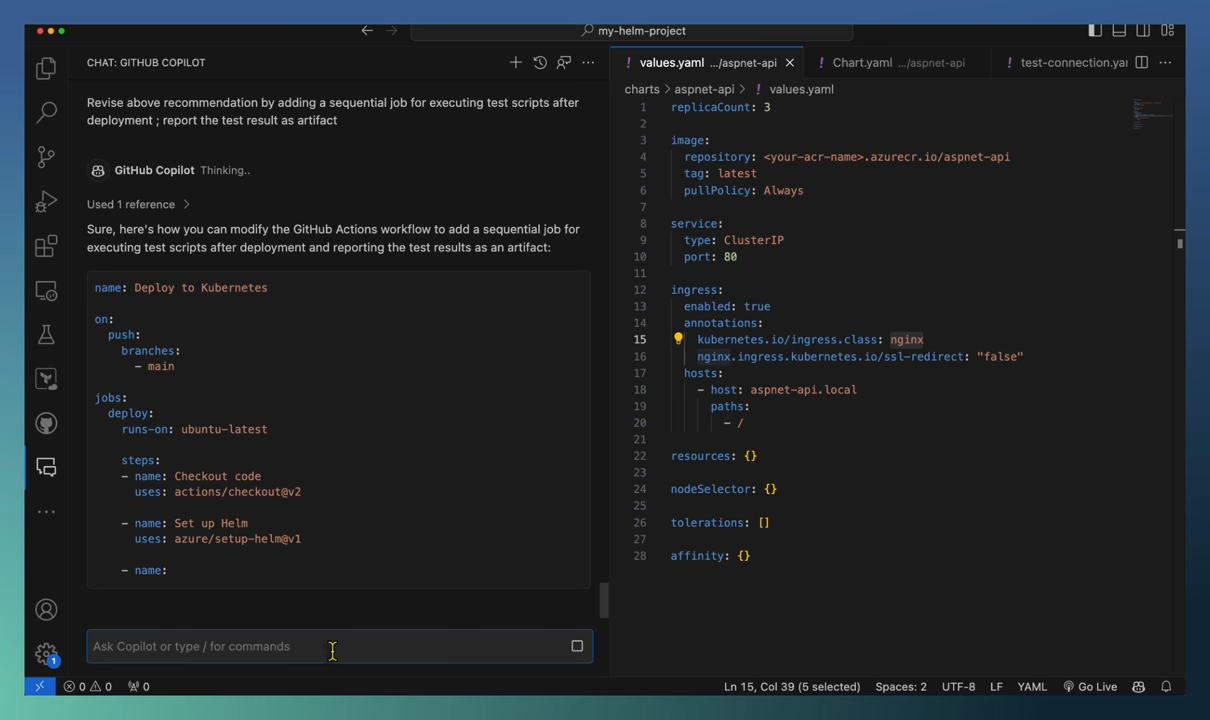 my-helm-project
CHAT: GITHUB COPILOT
Revise above recommendation by adding a sequential job for executing test scripts after
deployment ; report the test result as artifact
GitHub Copilot Thinking..
Used 1 reference
Sure, here's how you can modify the GitHub Actions workflow to add a sequential job for
executing test scripts after deployment and reporting the test results as an artifact:
name: Deploy to Kubernetes
on:
push:
branches:
- main
jobs:
deploy:
runs-on: ubuntu-latest
steps:
- name: Checkout code
uses: actions/checkout@v2
- name: Set up Helm
uses: azure/setup-helm@v1
- name:
Ask Copilot or type / for commands
! values.yaml .../aspnet-api
! Chart.yaml .../aspnet-api
! test-connection.yar
charts > aspnet-api > ! values.yaml
1 replicaCount: 3
2
3 image:
4 repository: <your-acr-name>.azurecr.io/aspnet-api
5 tag: latest
6 pullPolicy: Always
7
8 service:
9 type: ClusterIP
10 port: 80
11
12 ingress:
13 enabled: true
14 annotations:
15 kubernetes.io/ingress.class: nginx
16 nginx.ingress.kubernetes.io/ssl-redirect: "false"
17 hosts:
18 - host: aspnet-api.local
19 paths:
20 - /
21
22 resources: {}
23
24 nodeSelector: {}
25
26 tolerations: []
27
28 affinity: {}
1
0 0 0
Ln 15, Col 39 (5 selected) Spaces: 2 UTF-8 LF YAML Go Live